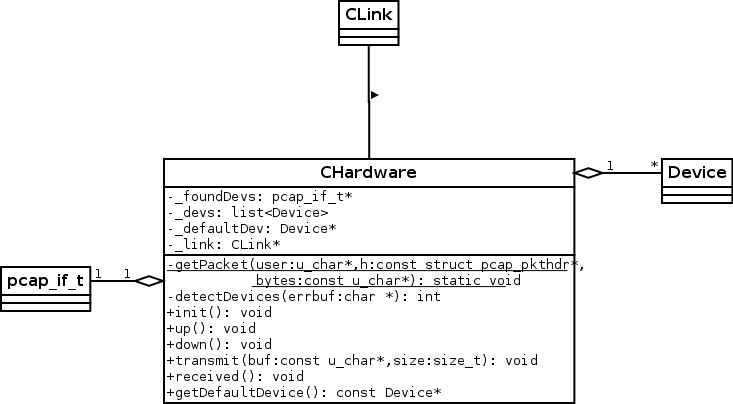 CLink
CHardware
-_foundDevs: pcap_if_t*
-_devs: list<Device>
-_defaultDev: Device*
-_link: CLink*
-getPacket(user:u_char*,h:const struct pcap_pkthdr*,
bytes:const u_char*): static void
-detectDevices(errbuf:char *): int
+init(): void
+up(): void
+down(): void
+transmit(buf:const u_char*,size:size_t): void
+received(): void
+getDefaultDevice(): const Device*
1 *
Device
pcap_if_t
1 1